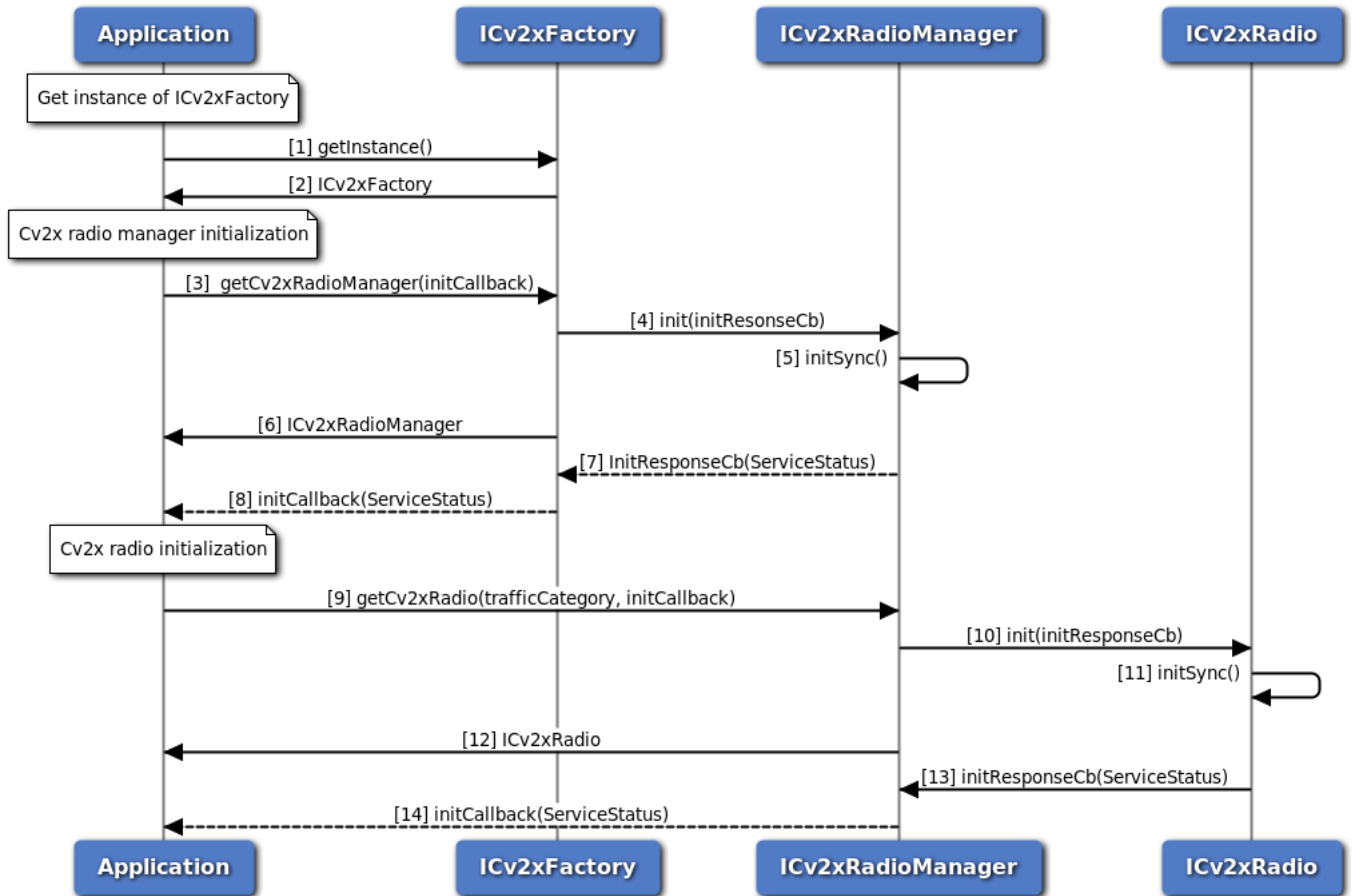 Application
ICv2xFactory
ICv2xRadioManager
ICv2xRadio
Get instance of ICv2xFactory
[1] getInstance()
[2] ICv2xFactory
Cv2x radio manager initialization
[3]  getCv2xRadioManager(initCallback)
[4] init(initResonseCb)
[5] initSync()
[6] ICv2xRadioManager
[7] InitResponseCb(ServiceStatus)
[8] initCallback(ServiceStatus)
Cv2x radio initialization
[9] getCv2xRadio(trafficCategory, initCallback)
[10] init(initResponseCb)
[11] initSync()
[12] ICv2xRadio
[13] initResponseCb(ServiceStatus)
[14] initCallback(ServiceStatus)
Application
ICv2xFactory
ICv2xRadioManager
ICv2xRadio